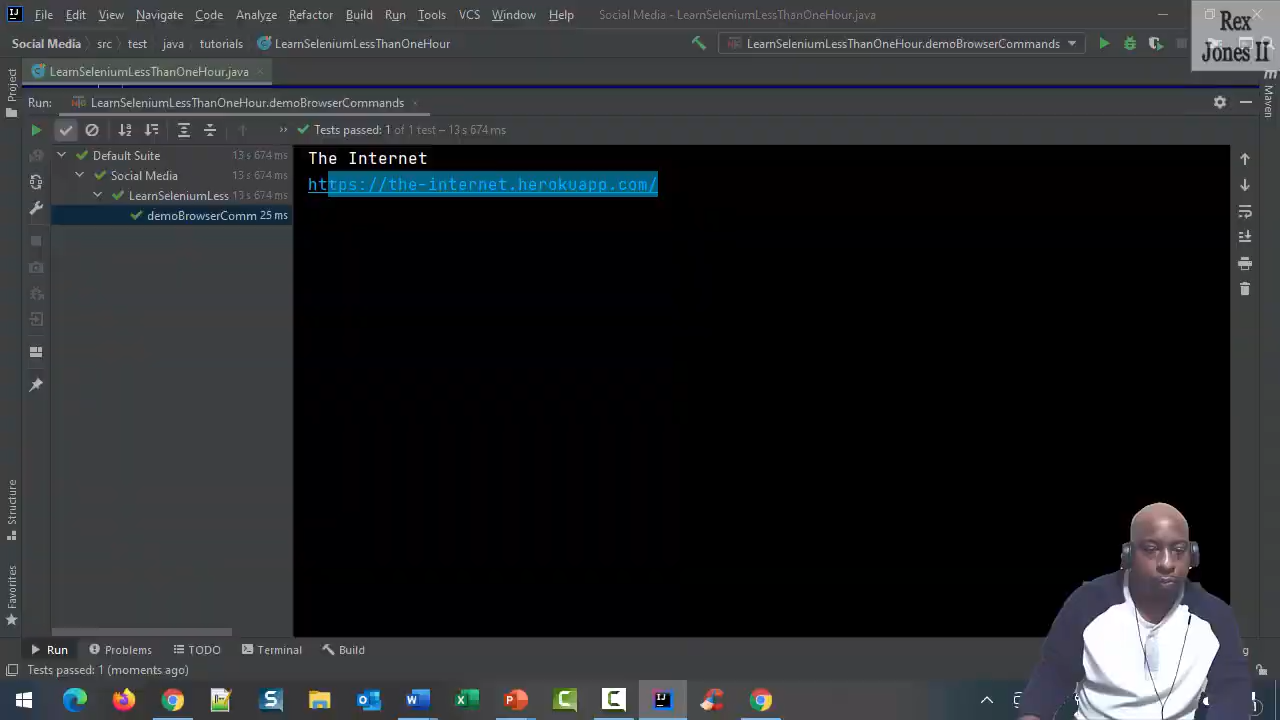 File Edit View Navigate Code Analyze Refactor Build Run Tools VCS Window Help Social Media - LearnSeleniumLessThanOneHour.java
Rex
Jones II
Social Media src test java tutorials LearnSeleniumLessThanOneHour LearnSeleniumLessThanOneHour.demoBrowserCommands
Project LearnSeleniumLessThanOneHour.java
Maven
Run: LearnSeleniumLessThanOneHour.demoBrowserCommands
Tests passed: 1 of 1 test – 13 s 674 ms
Default Suite 13 s 674 ms
Social Media 13 s 674 ms
LearnSeleniumLess 13 s 674 ms
demoBrowserComm 25 ms
The Internet
https://the-internet.herokuapp.com/
Structure
Favorites
Run Problems TODO Terminal Build
Tests passed: 1 (moments ago)